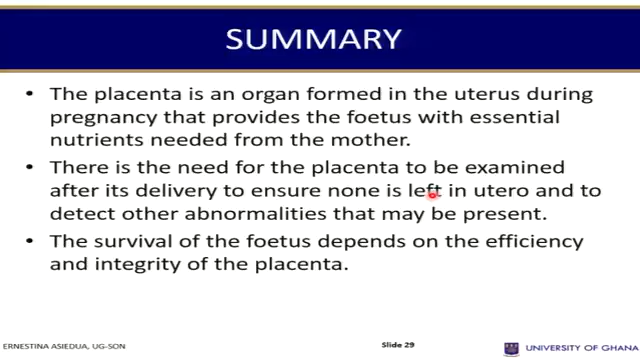 SUMMARY
• The placenta is an organ formed in the uterus during
pregnancy that provides the foetus with essential
nutrients needed from the mother.
• There is the need for the placenta to be examined
after its delivery to ensure none is left in utero and to
detect other abnormalities that may be present.
• The survival of the foetus depends on the efficiency
and integrity of the placenta.
ERNESTINA ASIEDUA, UG-SON
Slide 29
UNIVERSITY OF GHANA